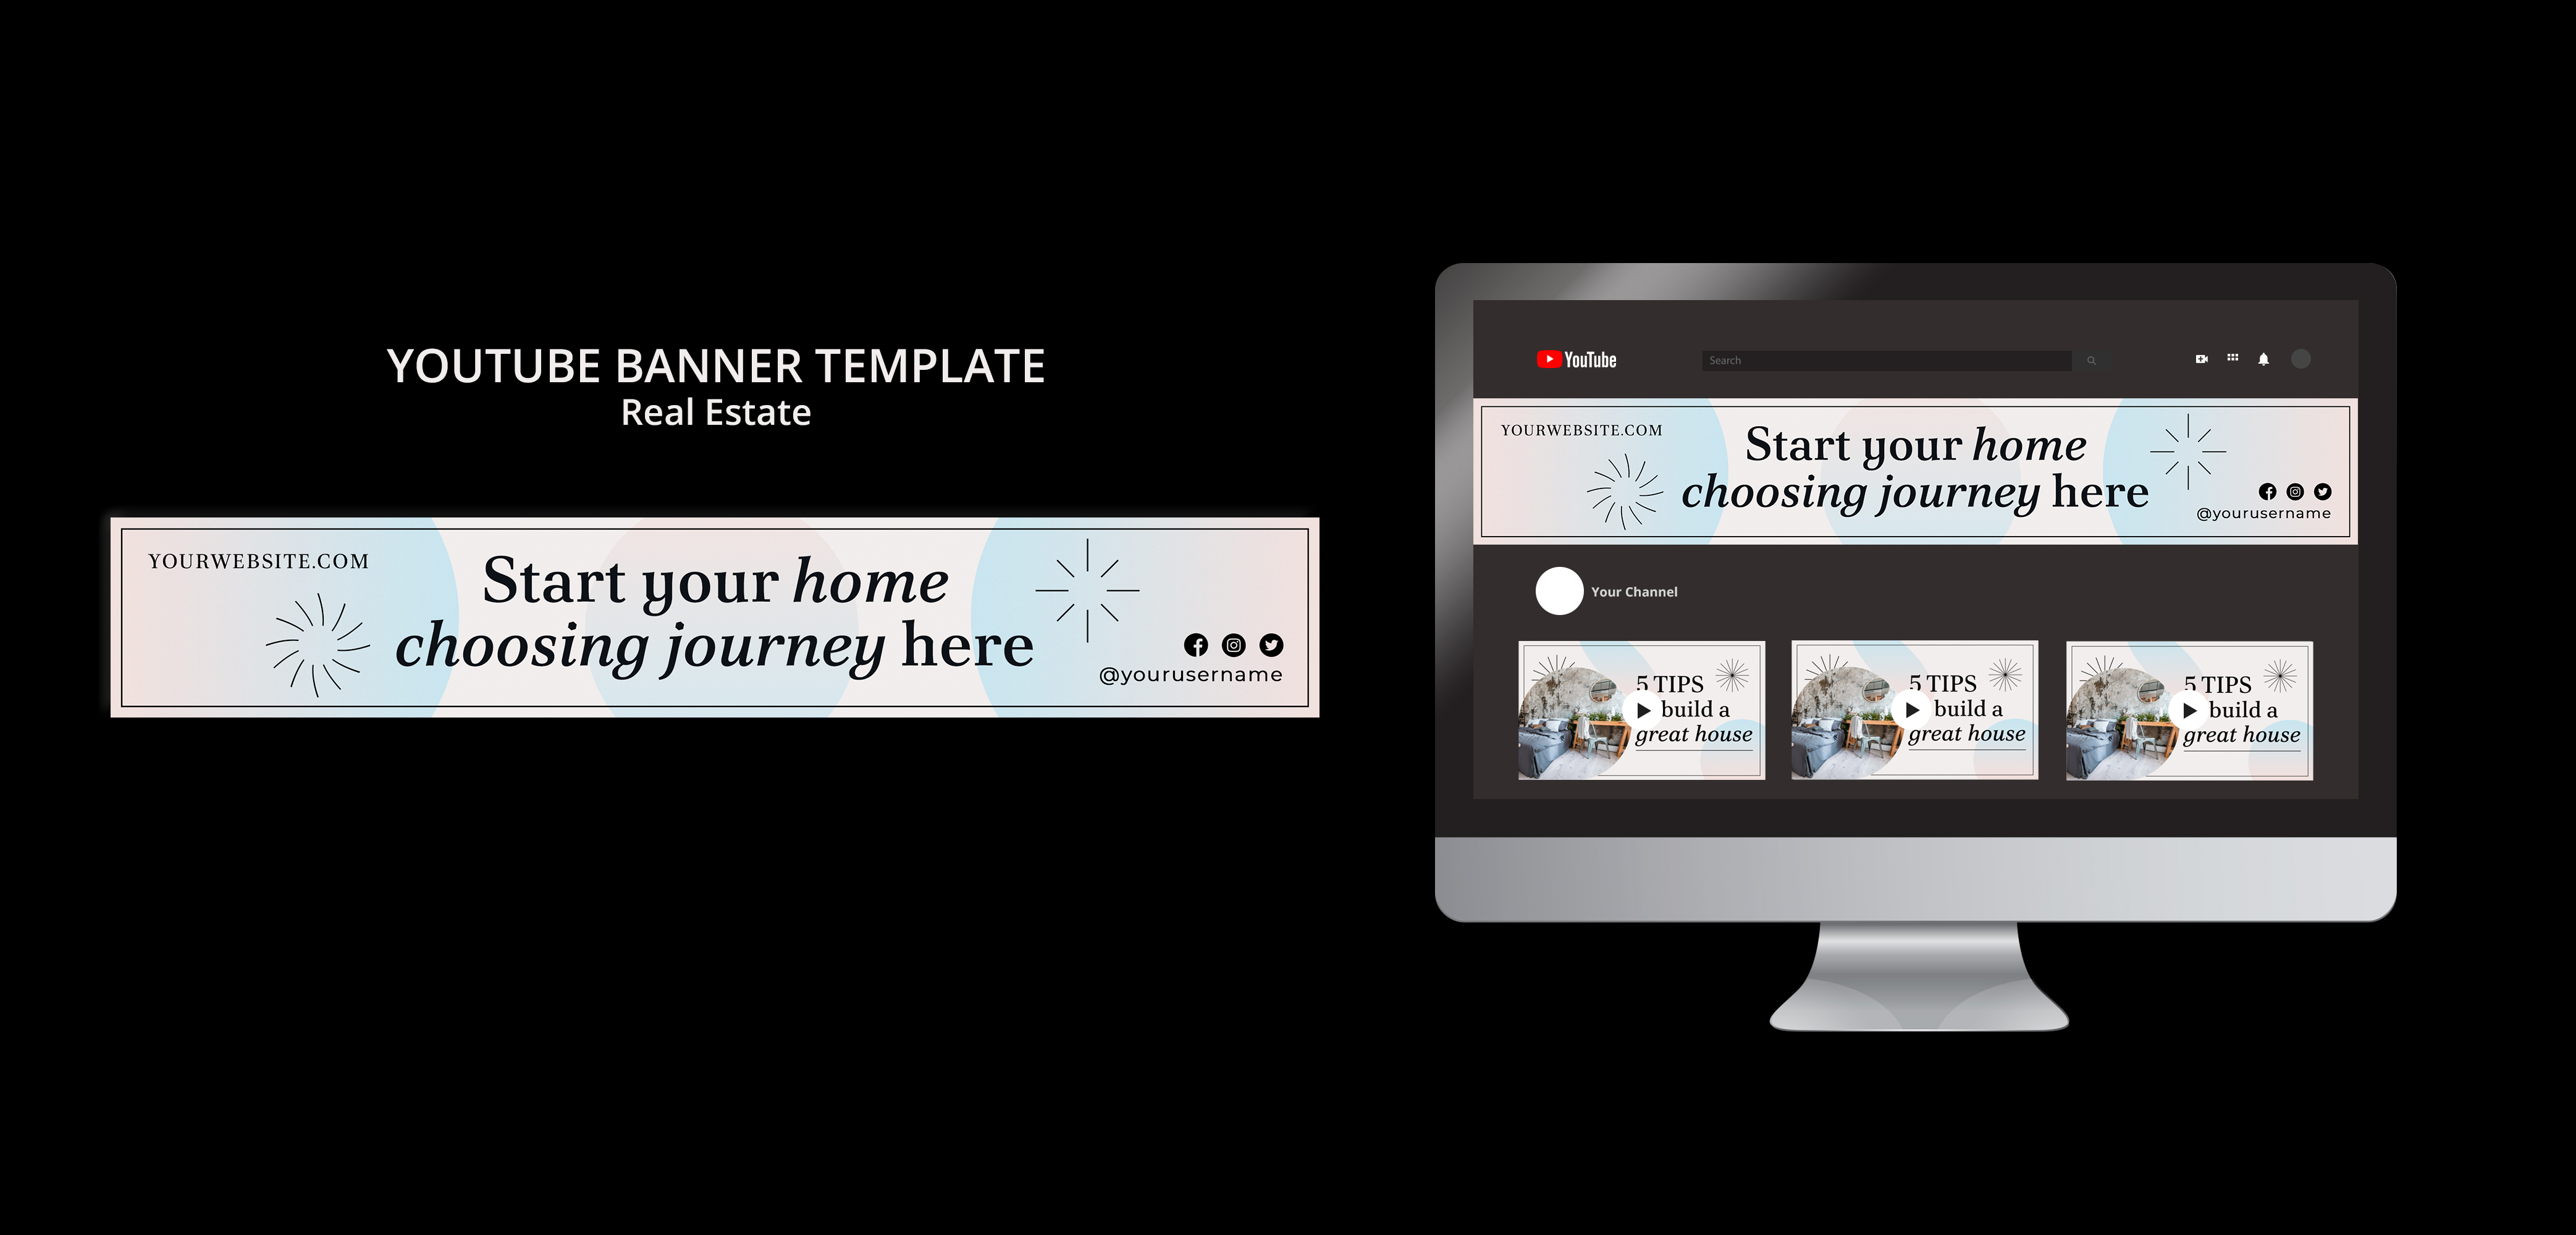 YOUTUBE BANNER TEMPLATE
Real Estate
YOURWEBSITE.COM
Start your home
choosing journey here
@yourusername
YouTube
Search
YOURWEBSITE.COM
Start your home
choosing journey here
@yourusername
Your Channel
5 TIPS
build a
great house
5 TIPS
build a
great house
5 TIPS
build a
great house